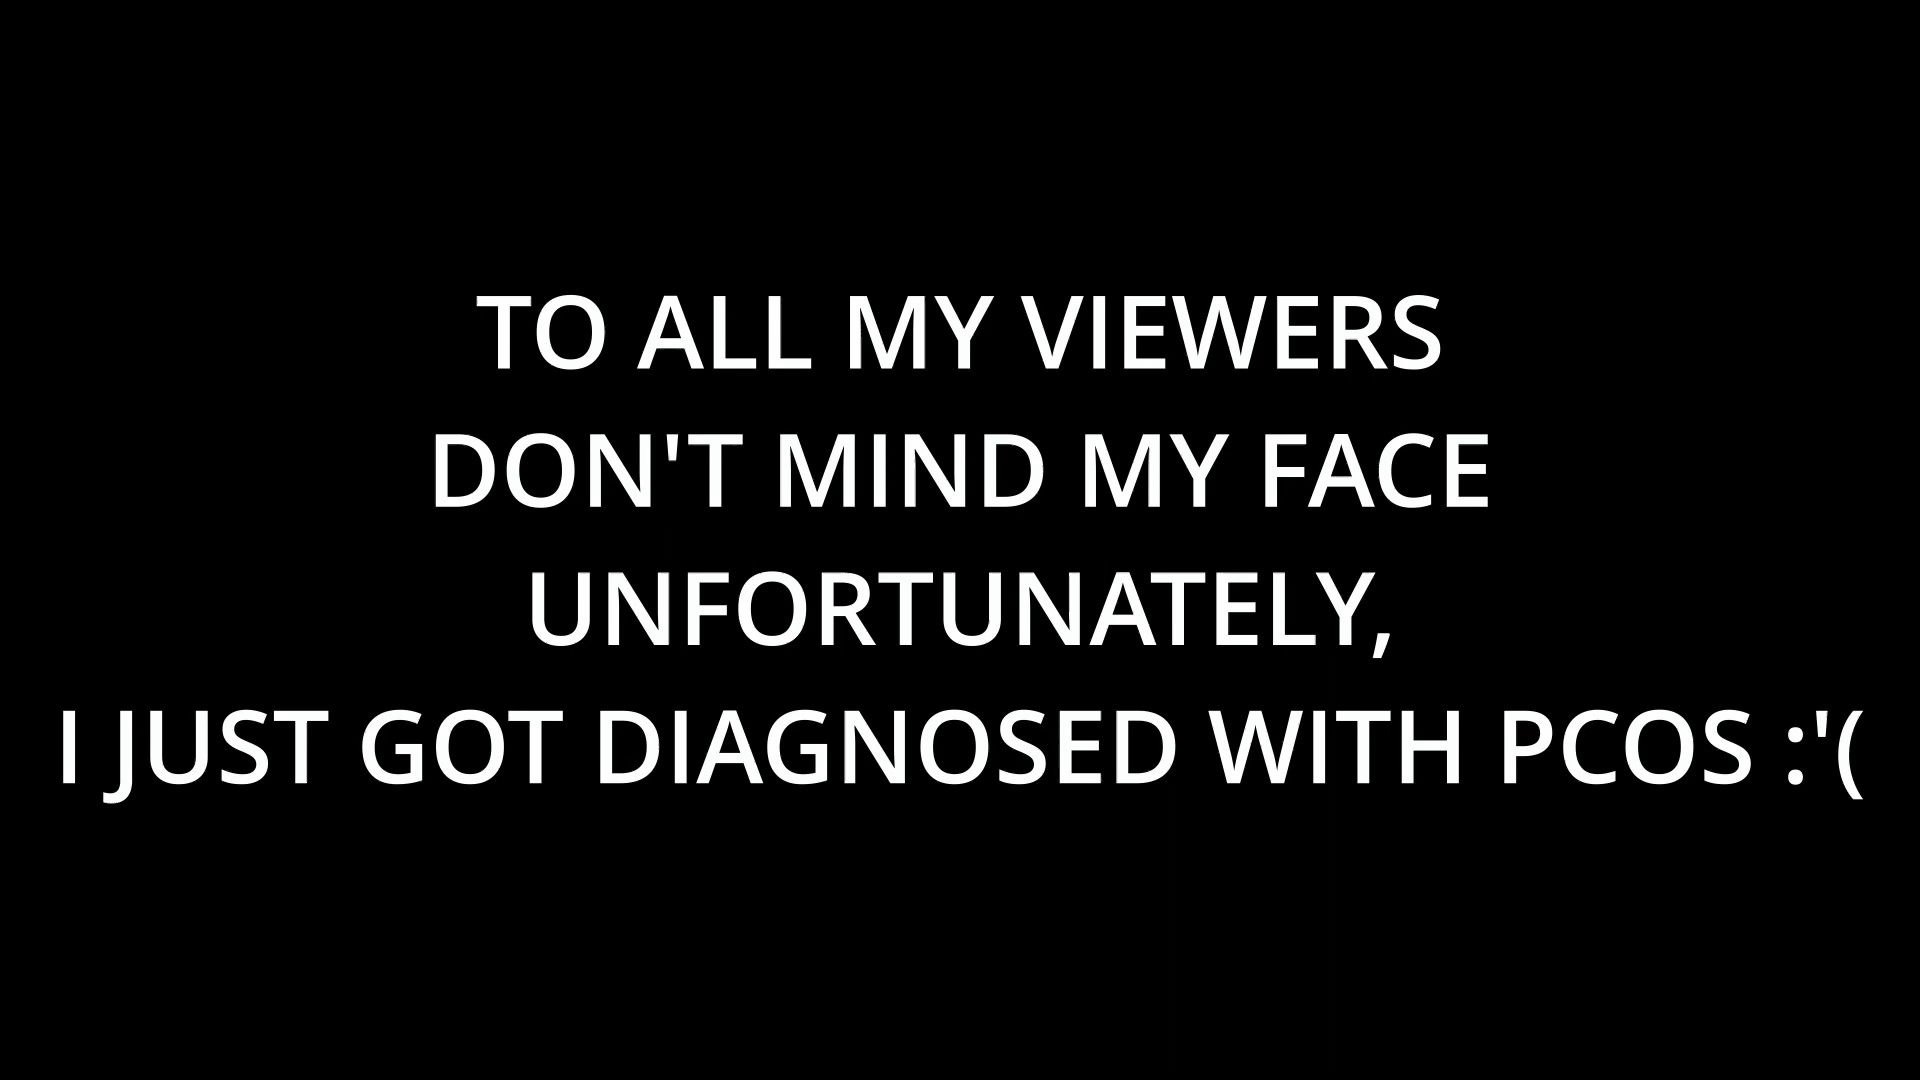 TO ALL MY VIEWERS
DON'T MIND MY FACE
UNFORTUNATELY,
I JUST GOT DIAGNOSED WITH PCOS :'(